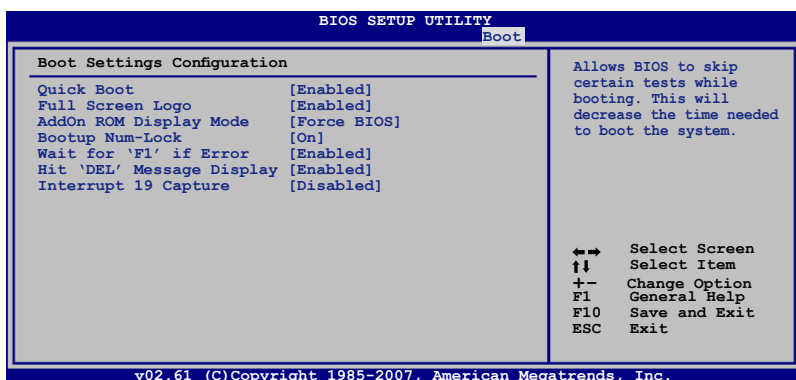 BIOS SETUP UTILITY
Boot
Boot Settings Configuration
Quick Boot [Enabled]
Full Screen Logo [Enabled]
AddOn ROM Display Mode [Force BIOS]
Bootup Num-Lock [On]
Wait for ‘F1’ if Error [Enabled]
Hit ‘DEL’ Message Display [Enabled]
Interrupt 19 Capture [Disabled]
Allows BIOS to skip
certain tests while
booting. This will
decrease the time needed
to boot the system.
←→ Select Screen
↑↓ Select Item
+- Change Option
F1 General Help
F10 Save and Exit
ESC Exit
v02.61 (C)Copyright 1985-2007, American Megatrends, Inc.